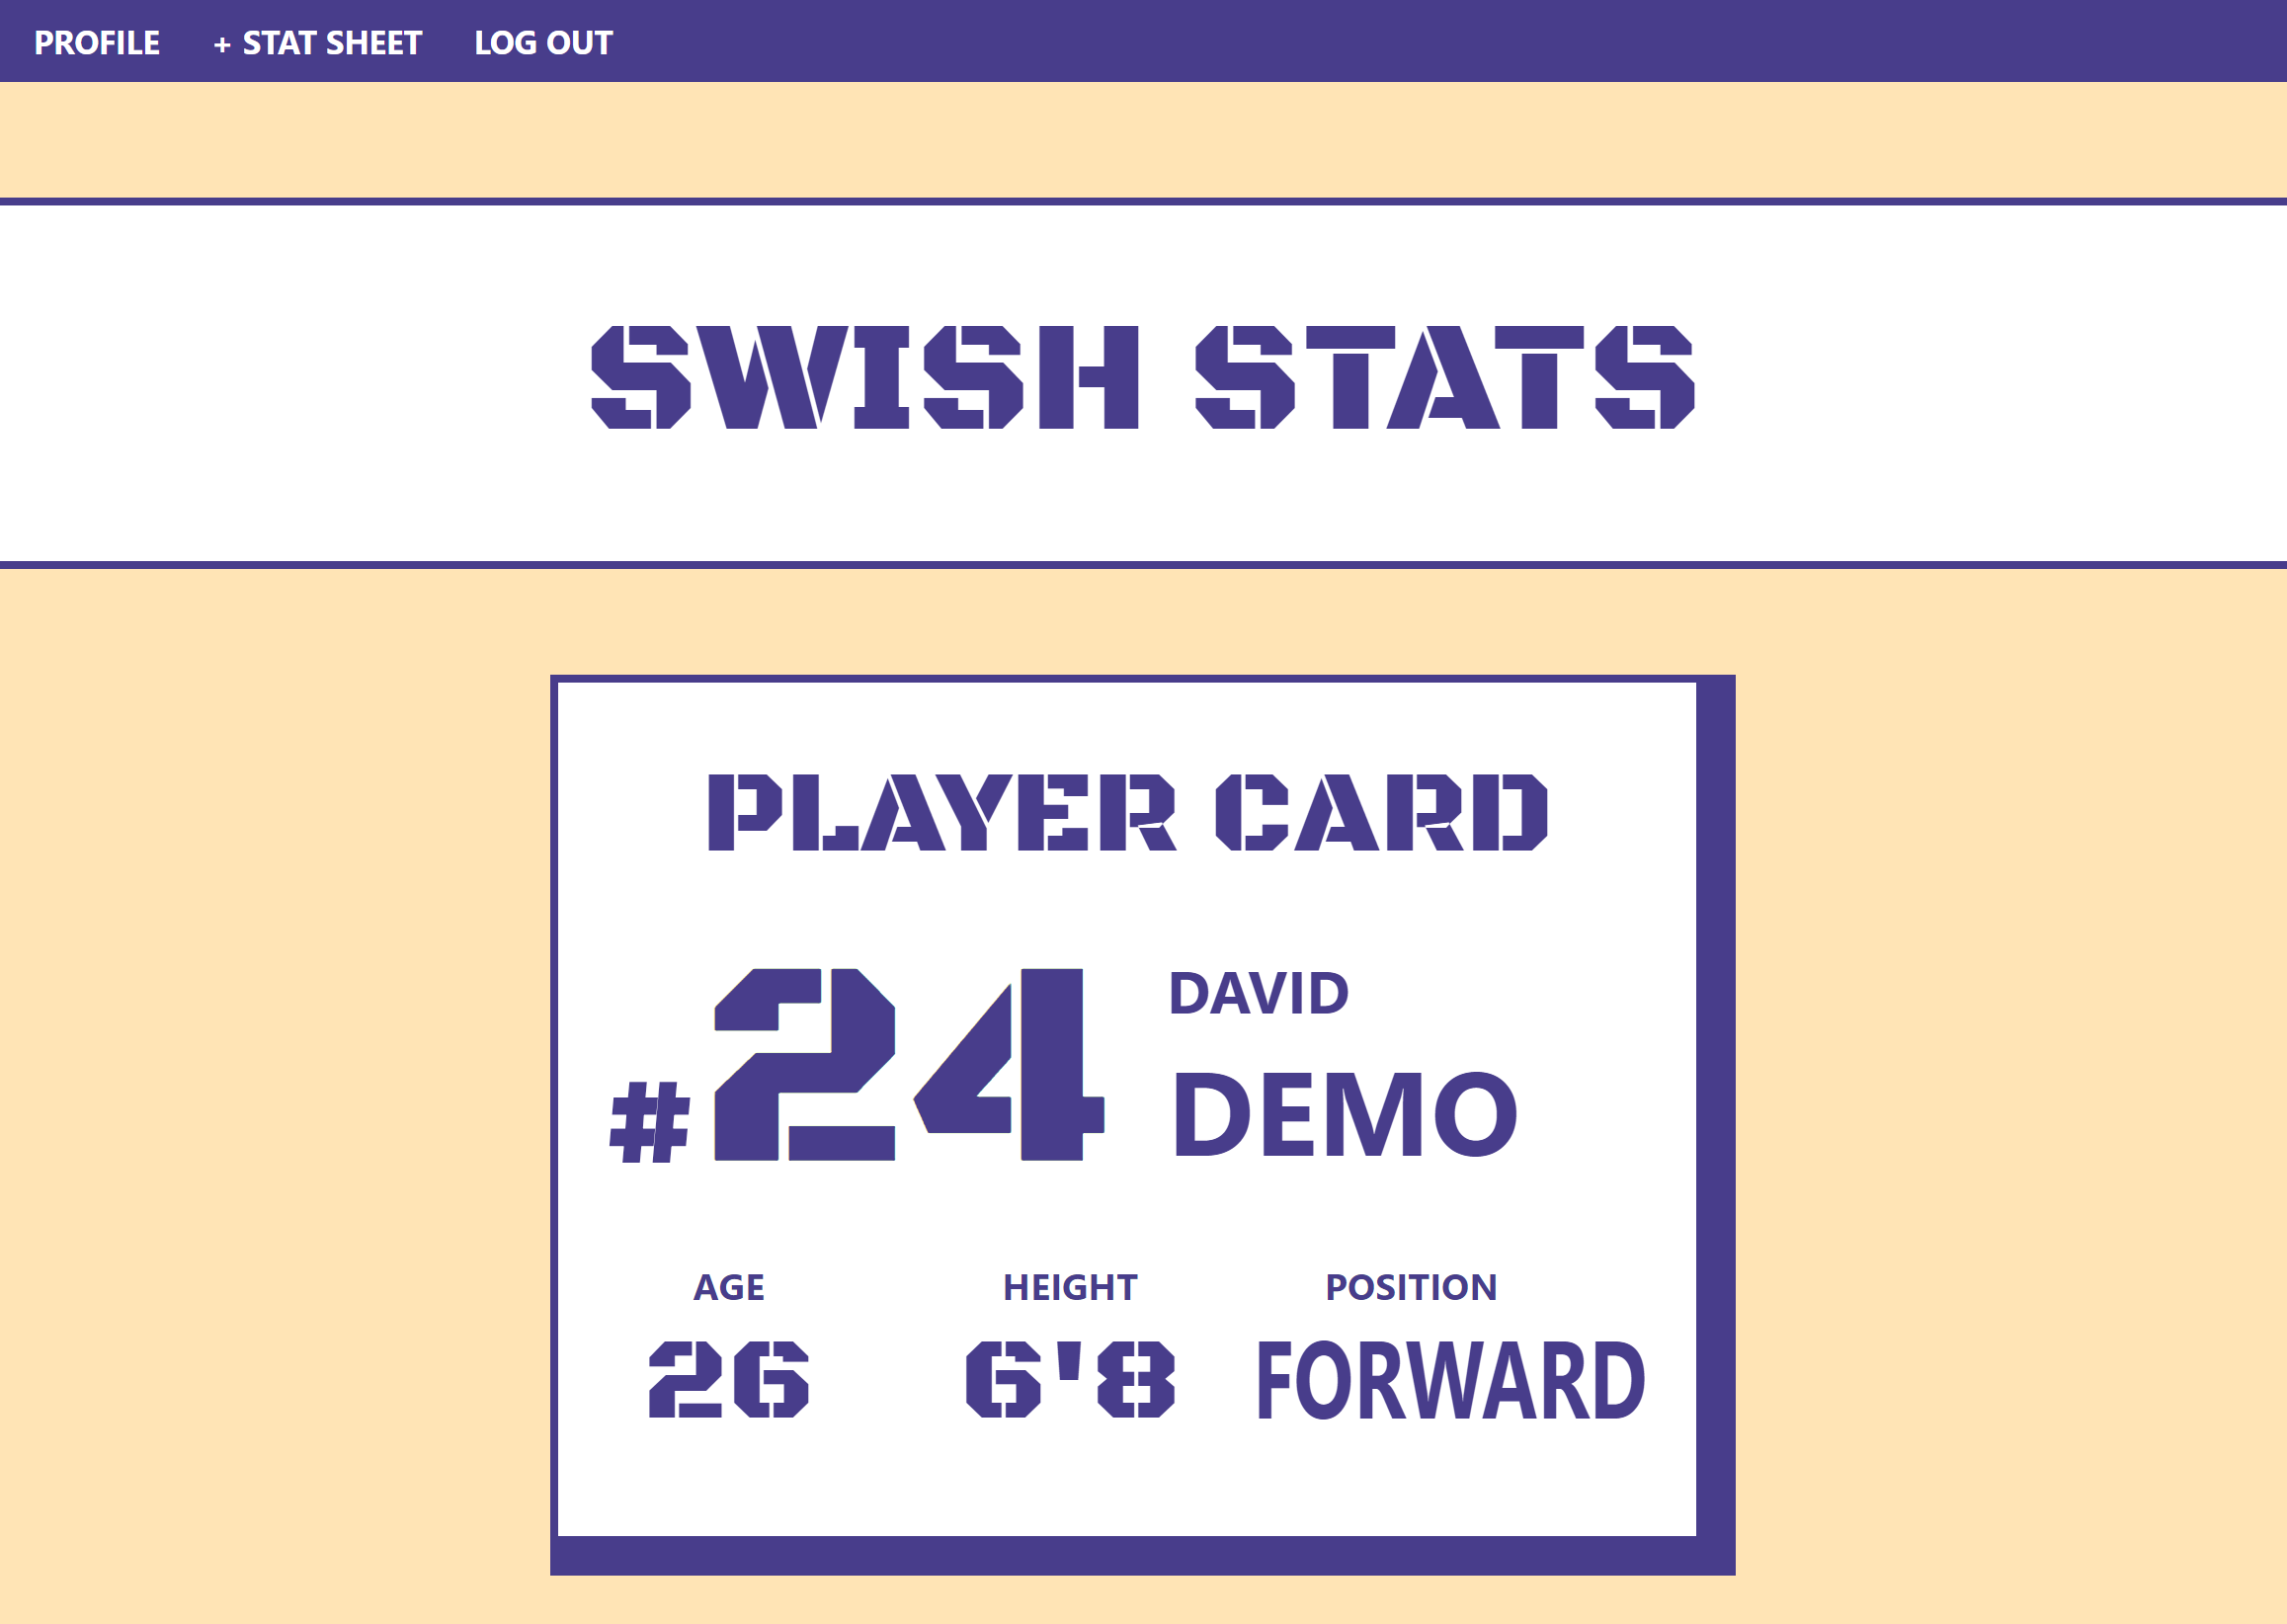 PROFILE + STAT SHEET LOG OUT
SWISH STATS
PLAYER CARD
#24
DAVID
DEMO
AGE HEIGHT POSITION
26 6'8 FORWARD